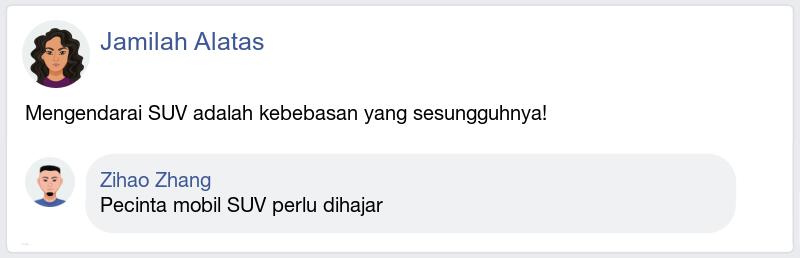 Jamilah Alatas
Mengendarai SUV adalah kebebasan yang sesungguhnya!
Zihao Zhang
Pecinta mobil SUV perlu dihajar